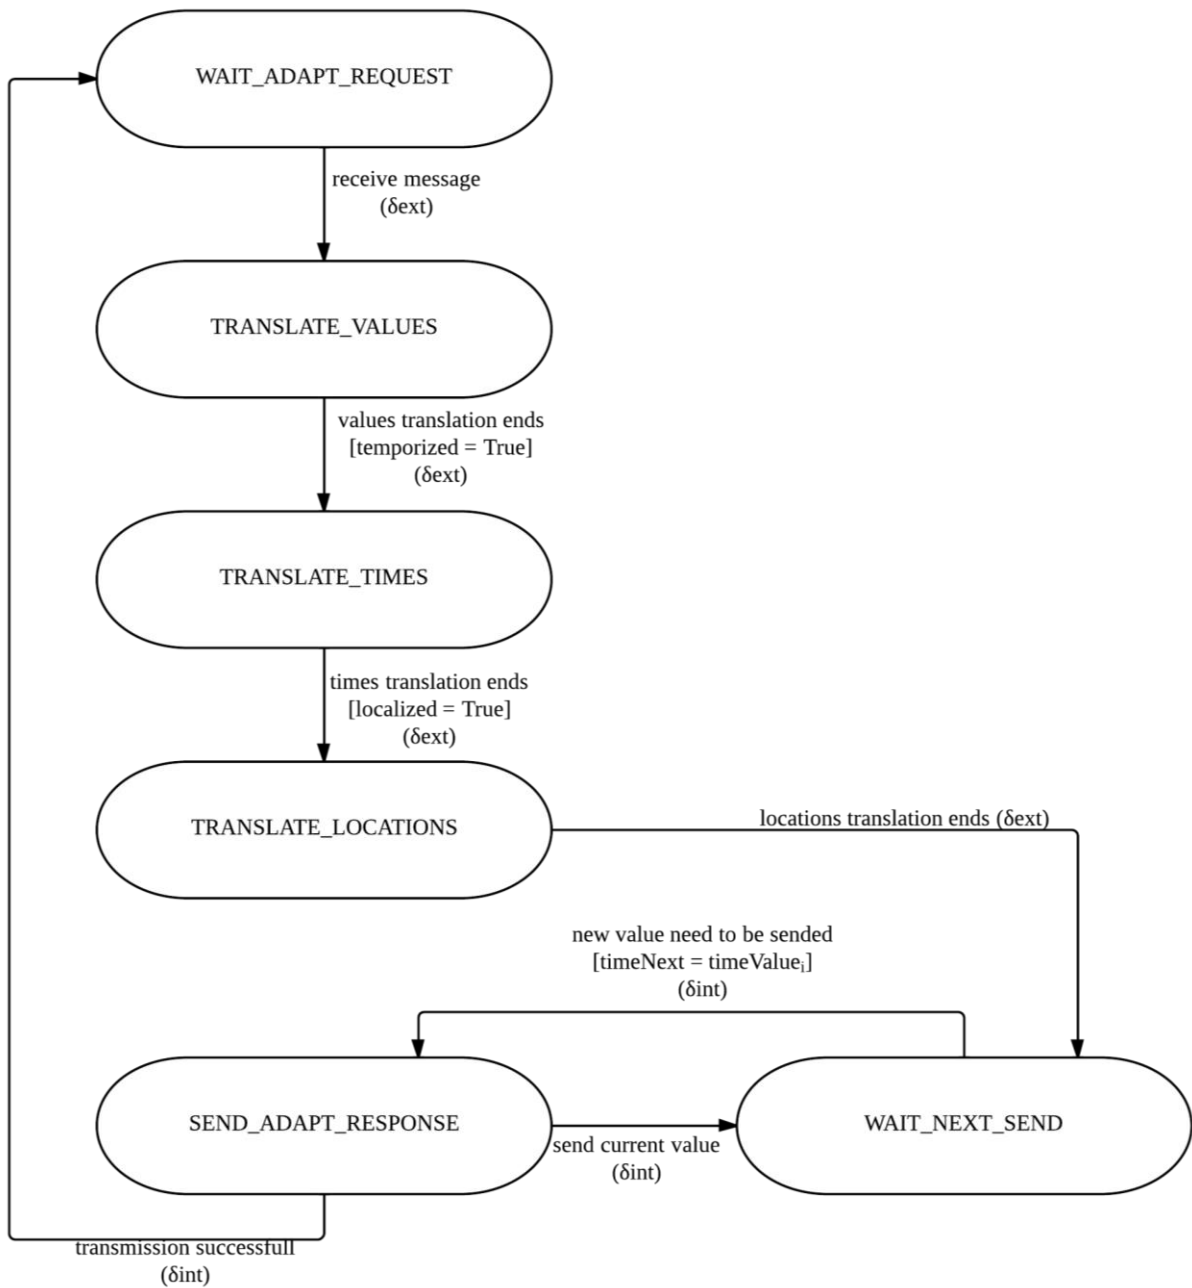 WAIT_ADAPT_REQUEST
receive message
(δext)
TRANSLATE_VALUES
values translation ends
[temporized = True]
(δext)
TRANSLATE_TIMES
times translation ends
[localized = True]
(δext)
TRANSLATE_LOCATIONS
locations translation ends (δext)
new value need to be sended
[timeNext = timeValueᵢ]
(δint)
SEND_ADAPT_RESPONSE
WAIT_NEXT_SEND
send current value
(δint)
transmission successfull
(δint)